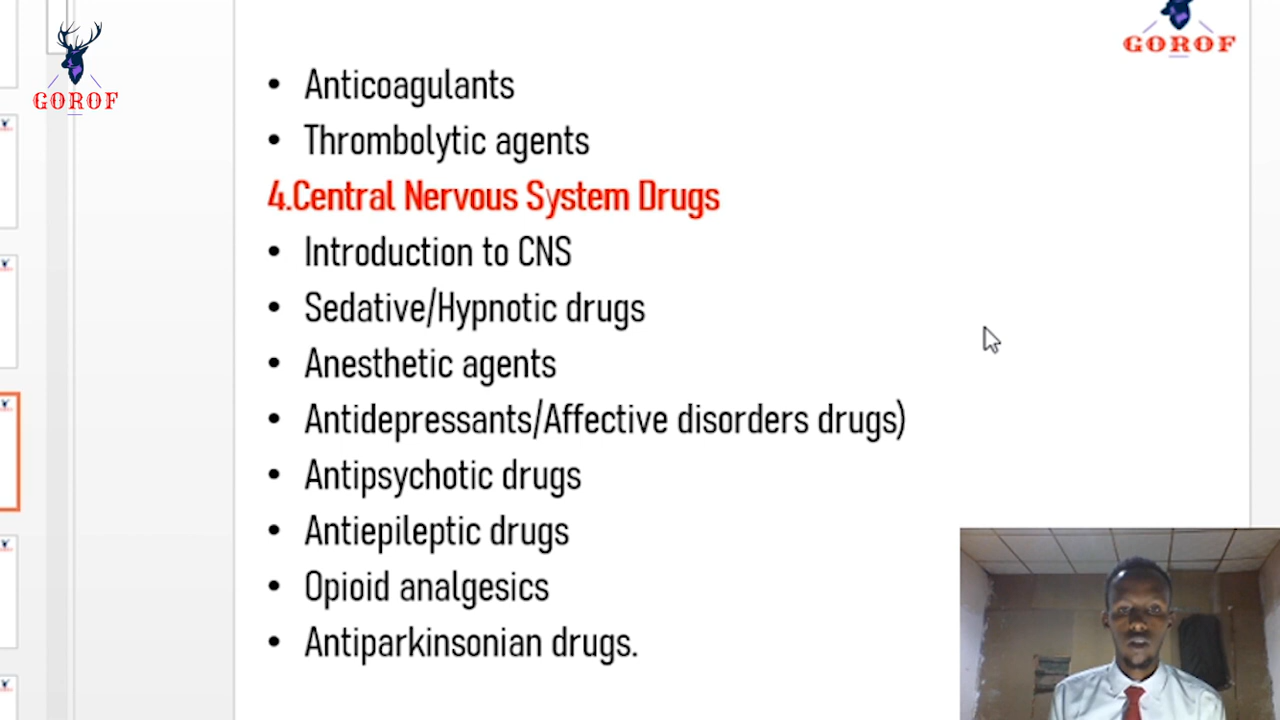 GOROF
GOROF
• Anticoagulants
• Thrombolytic agents
4.Central Nervous System Drugs
• Introduction to CNS
• Sedative/Hypnotic drugs
• Anesthetic agents
• Antidepressants/Affective disorders drugs)
• Antipsychotic drugs
• Antiepileptic drugs
• Opioid analgesics
• Antiparkinsonian drugs.